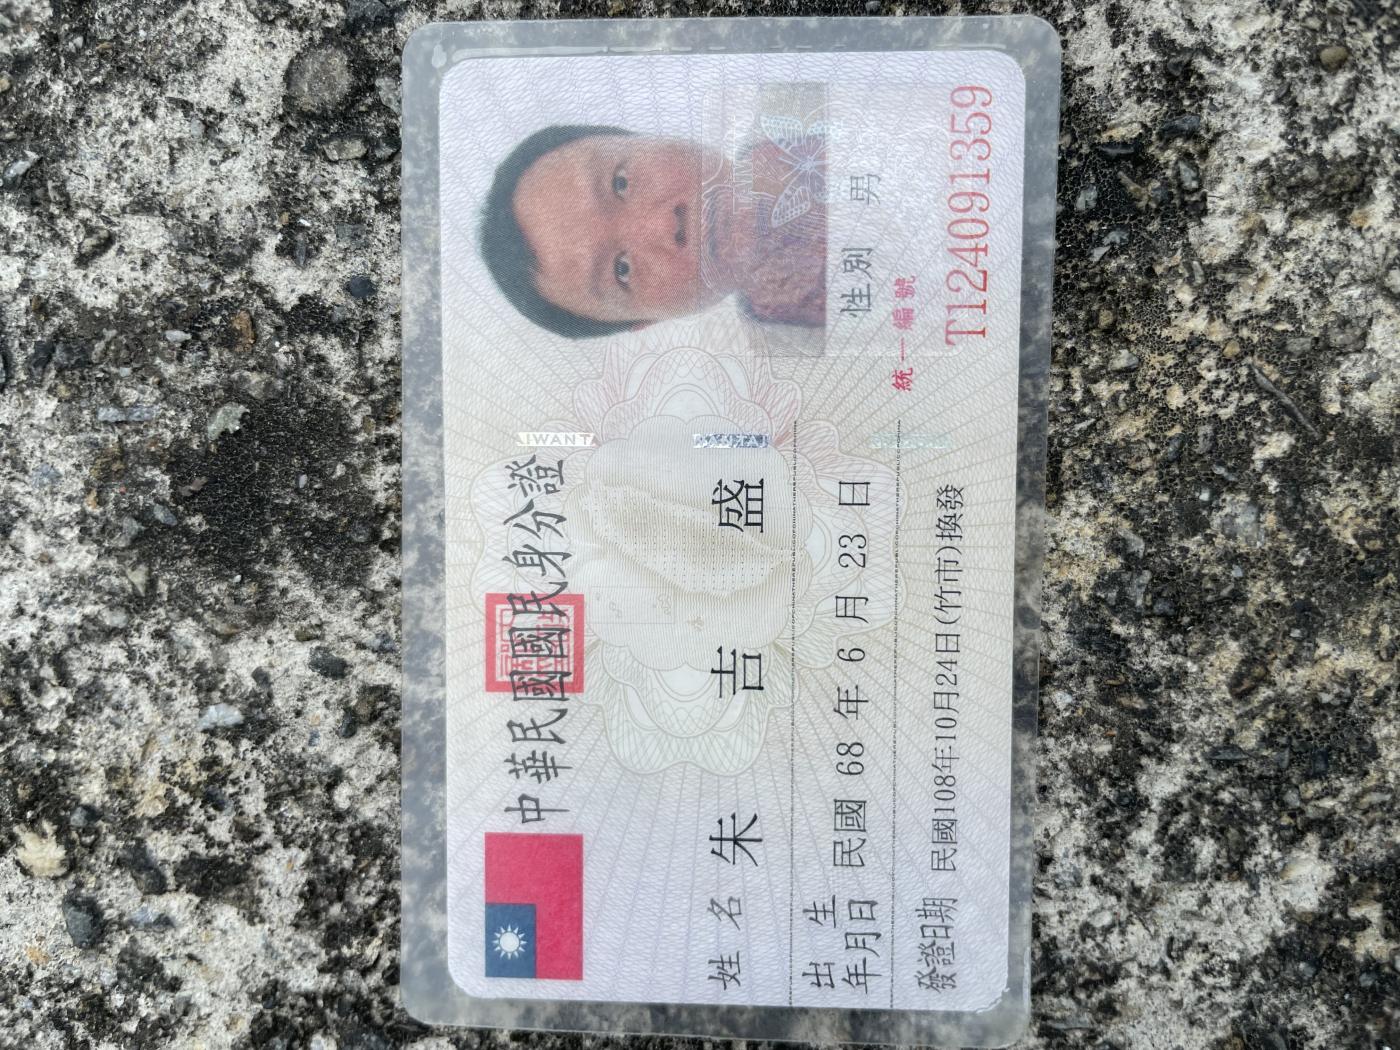 中華民國國民身分證
姓名 朱吉盛
出生年月日 民國 68 年 6 月 23 日
性別 男
統一編號
T124091359
發證日期 民國108年10月24日(竹市)換發